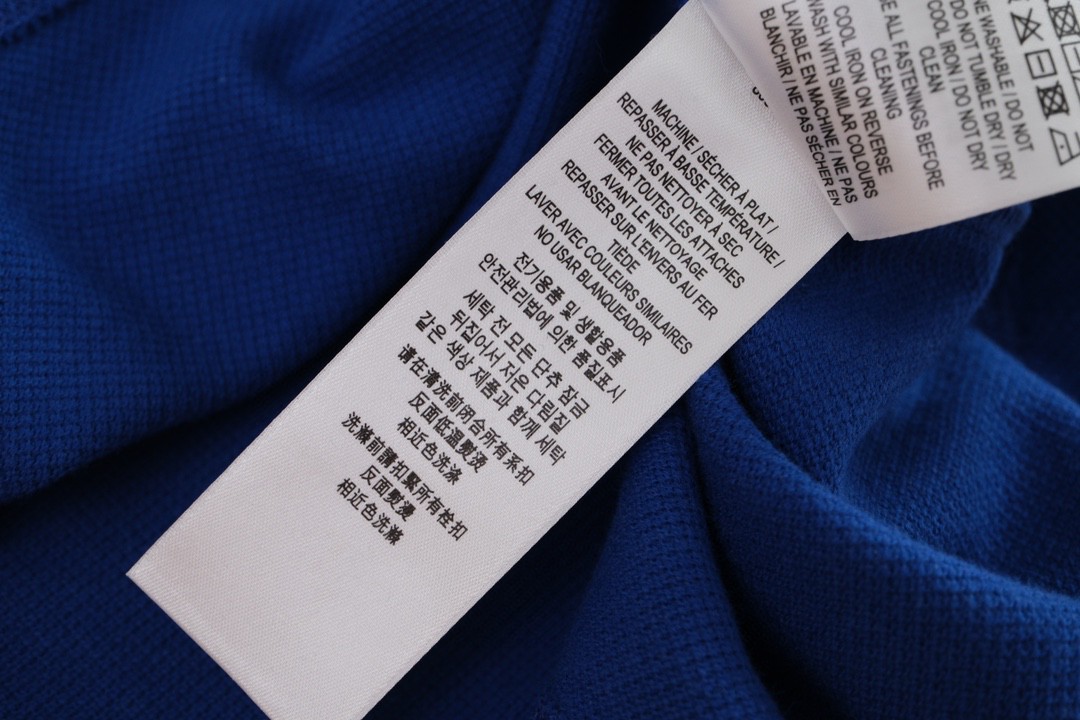 NE WASHABLE / DO NOT
DO NOT TUMBLE DRY / DRY
COOL IRON / DO NOT DRY
CLEAN
ALL FASTENINGS BEFORE
CLEANING
COOL IRON ON REVERSE
WASH WITH SIMILAR COLOURS
LAVABLE EN MACHINE / NE PAS
BLANCHIR / NE PAS SÉCHER EN
MACHINE / SÉCHER À PLAT /
REPASSER À BASSE TEMPÉRATURE /
NE PAS NETTOYER À SEC
FERMER TOUTES LES ATTACHES
AVANT LE NETTOYAGE
REPASSER SUR L'ENVERS AU FER
TIÈDE
LAVER AVEC COULEURS SIMILAIRES
NO USAR BLANQUEADOR
전기용품 및 생활용품
안전관리법에 의한 품질표시
세탁 전 모든 단추 잠금
뒤집어서 저온 다림질
같은 색상 제품과 함께 세탁
请在清洗前闭合所有系扣
反面低温熨烫
相近色洗涤
洗滌前請扣緊所有栓扣
反面熨燙
相近色洗滌